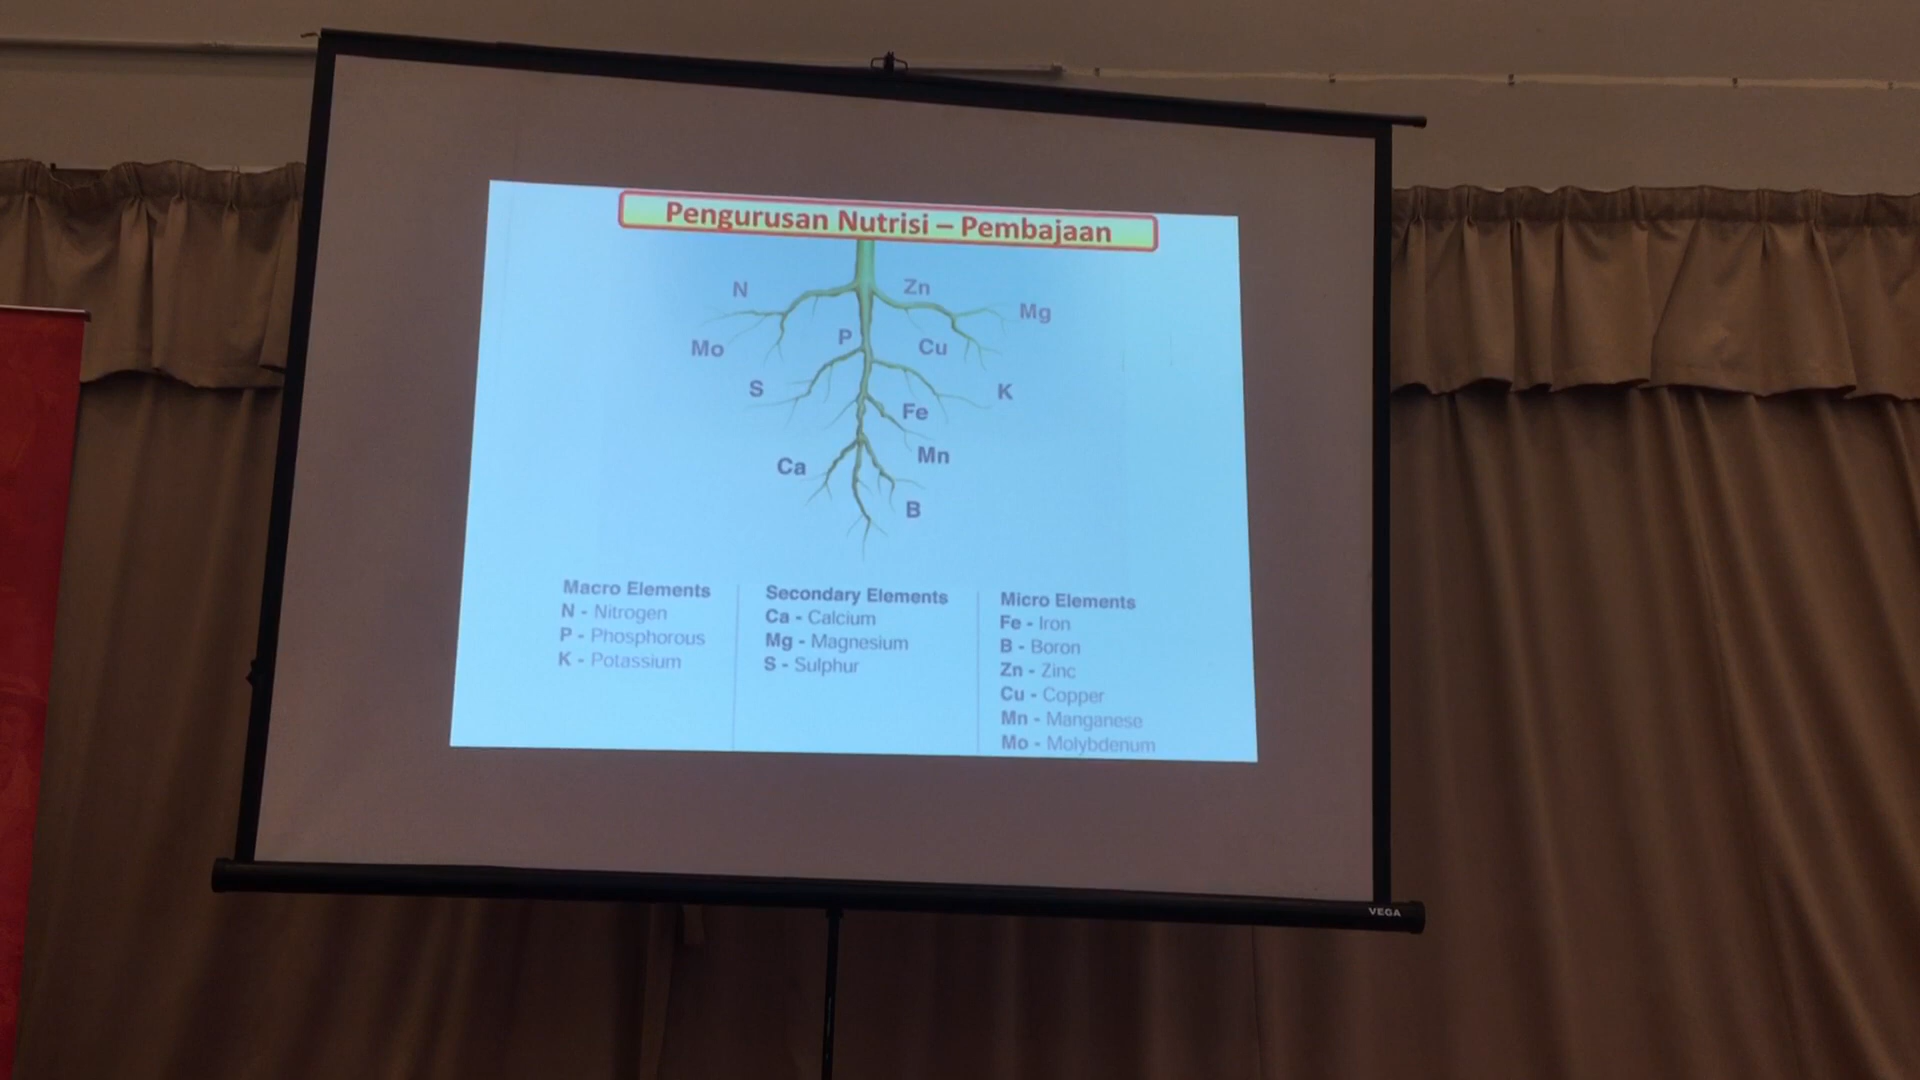 Pengurusan Nutrisi – Pembajaan
N
Zn
Mg
P
Mo
Cu
S
K
Fe
Ca
Mn
B
Macro Elements
N - Nitrogen
P - Phosphorous
K - Potassium
Secondary Elements
Ca - Calcium
Mg - Magnesium
S - Sulphur
Micro Elements
Fe - Iron
B - Boron
Zn - Zinc
Cu - Copper
Mn - Manganese
Mo - Molybdenum
VEGA